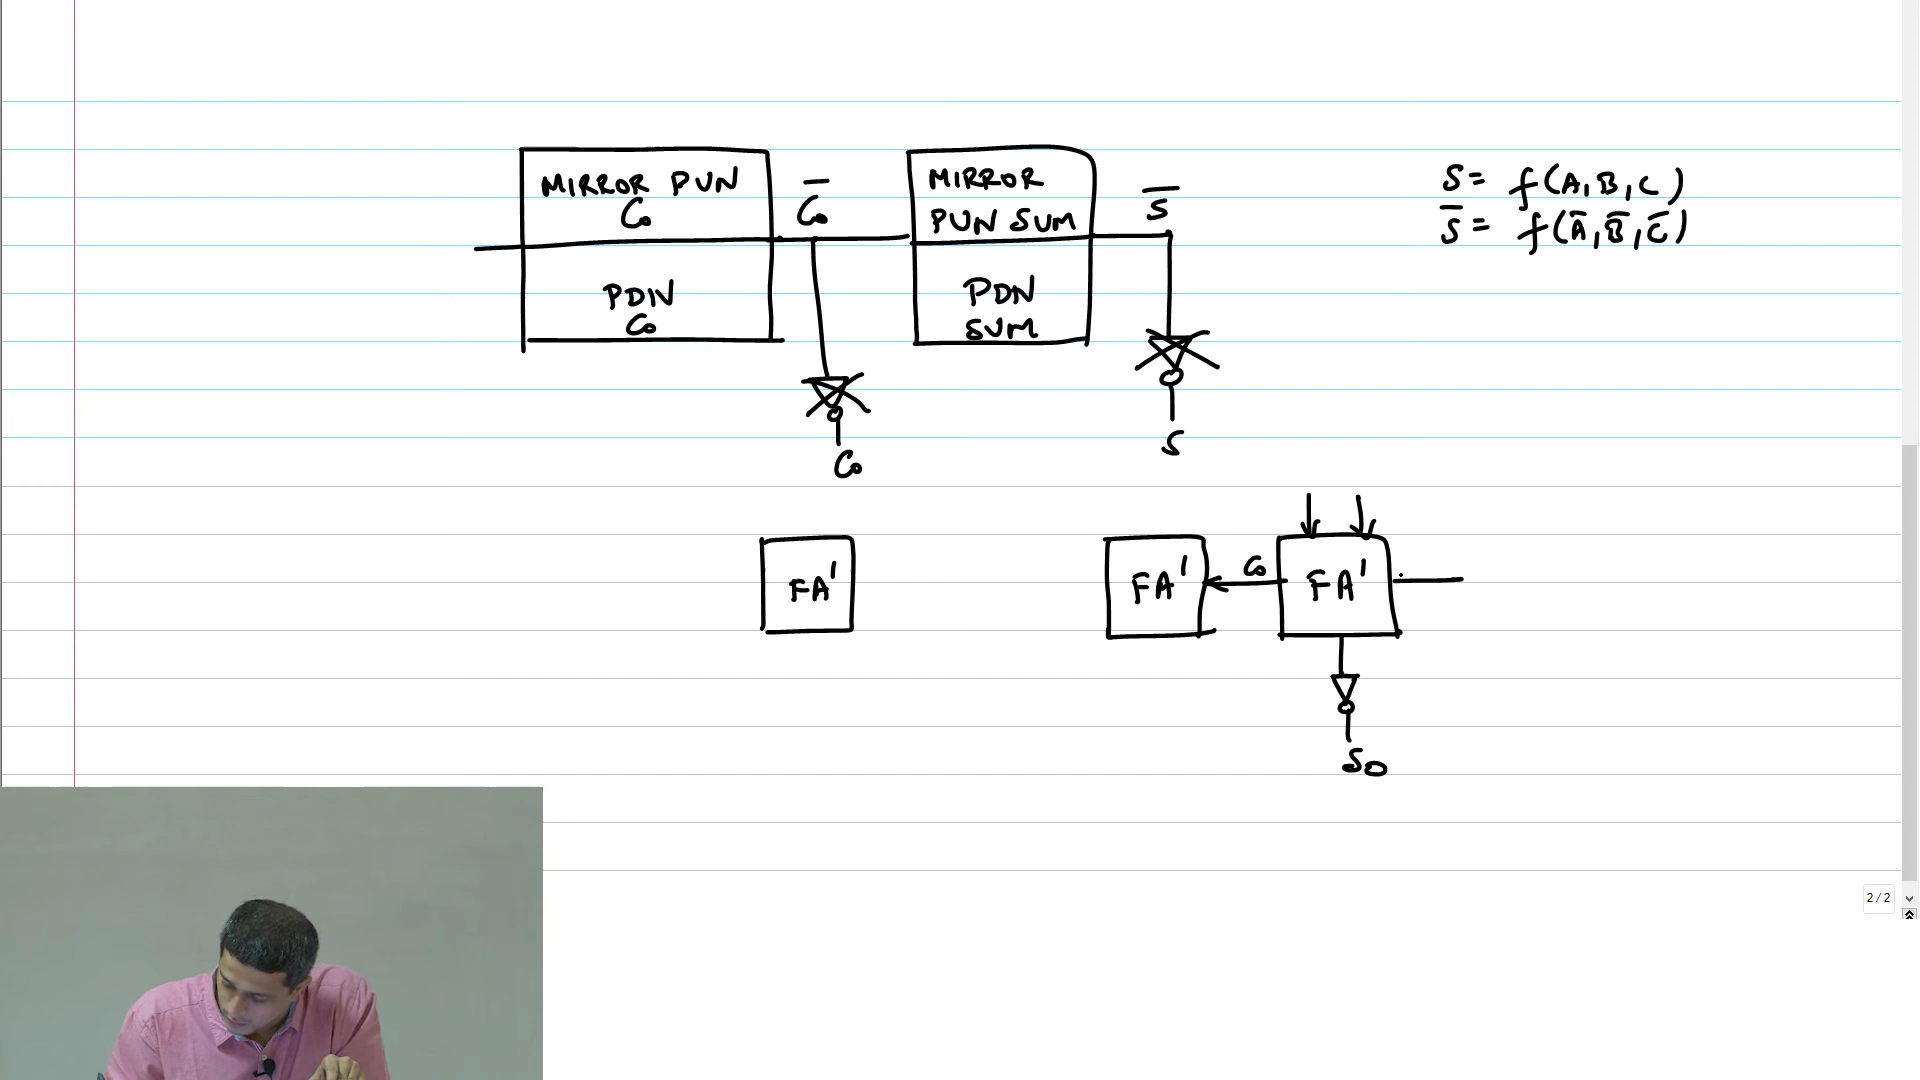 MIRROR PUN
Co
PDN
Co
C̅o̅
Co
MIRROR
PUN SUM
PDN
SUM
S̅
S
S = f(A, B, C)
S̅ = f(A̅, B̅, C̅)
FA'
FA'
Co
FA'
So
2/2